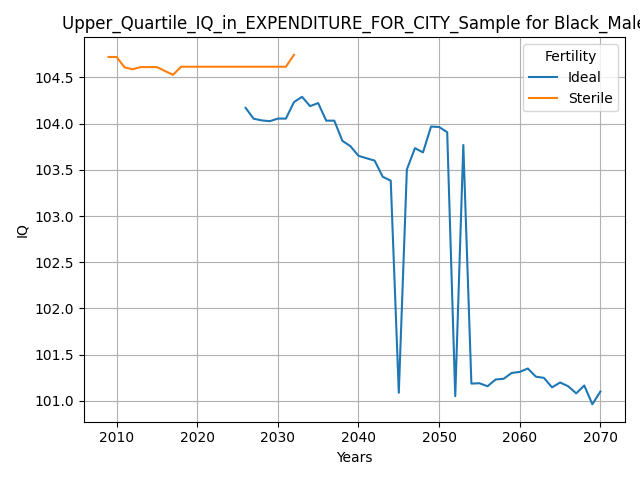 Upper_Quartile_IQ_in_EXPENDITURE_FOR_CITY_Sample for Black_Male
Fertility
Ideal
Sterile
104.5
104.0
103.5
103.0
102.5
102.0
101.5
101.0
IQ
2010 2020 2030 2040 2050 2060 2070
Years